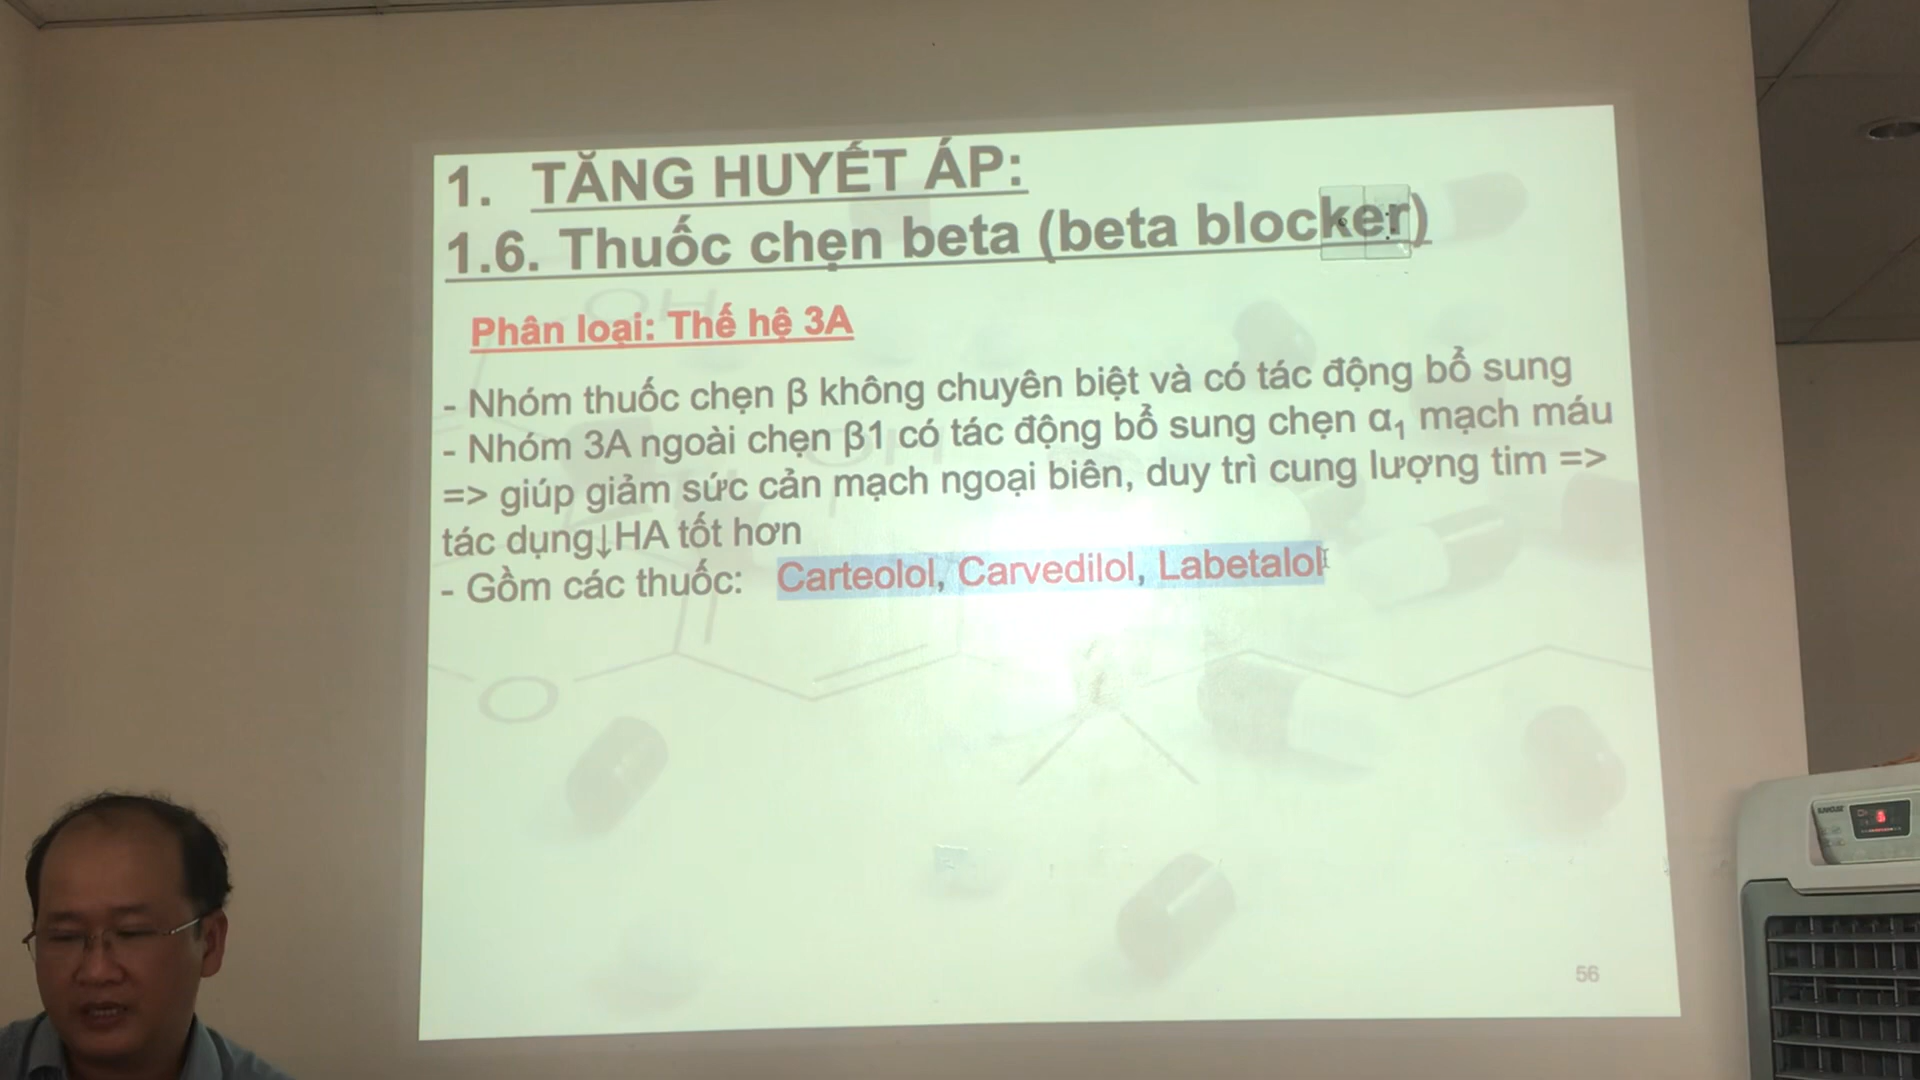 1. TĂNG HUYẾT ÁP:
1.6. Thuốc chẹn beta (beta blocker)
Phân loại: Thế hệ 3A
- Nhóm thuốc chẹn β không chuyên biệt và có tác động bổ sung
- Nhóm 3A ngoài chẹn β1 có tác động bổ sung chẹn α₁ mạch máu
=> giúp giảm sức cản mạch ngoại biên, duy trì cung lượng tim =>
tác dụng↓HA tốt hơn
- Gồm các thuốc: Carteolol, Carvedilol, Labetalol
OH
OH
O
56
SUNHOUSE